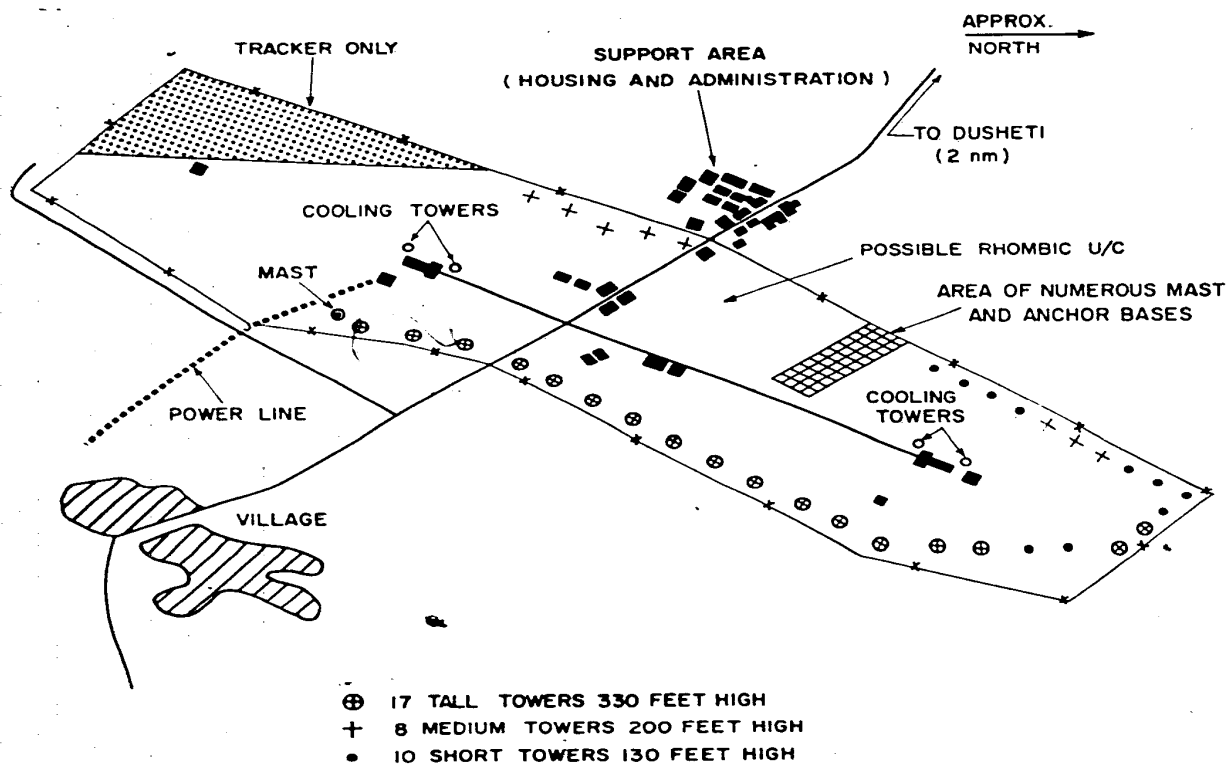 APPROX.
NORTH
TRACKER ONLY
SUPPORT AREA
( HOUSING AND ADMINISTRATION )
TO DUSHETI
(2 nm)
COOLING TOWERS
POSSIBLE RHOMBIC U/C
MAST
AREA OF NUMEROUS MAST
AND ANCHOR BASES
POWER LINE
COOLING
TOWERS
VILLAGE
17 TALL TOWERS 330 FEET HIGH
8 MEDIUM TOWERS 200 FEET HIGH
10 SHORT TOWERS 130 FEET HIGH